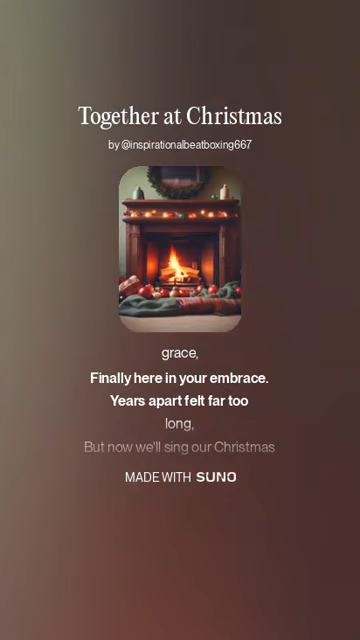 Together at Christmas
by @inspirationalbeatboxing667
grace,
Finally here in your embrace.
Years apart felt far too
long,
But now we'll sing our Christmas
MADE WITH SUNO